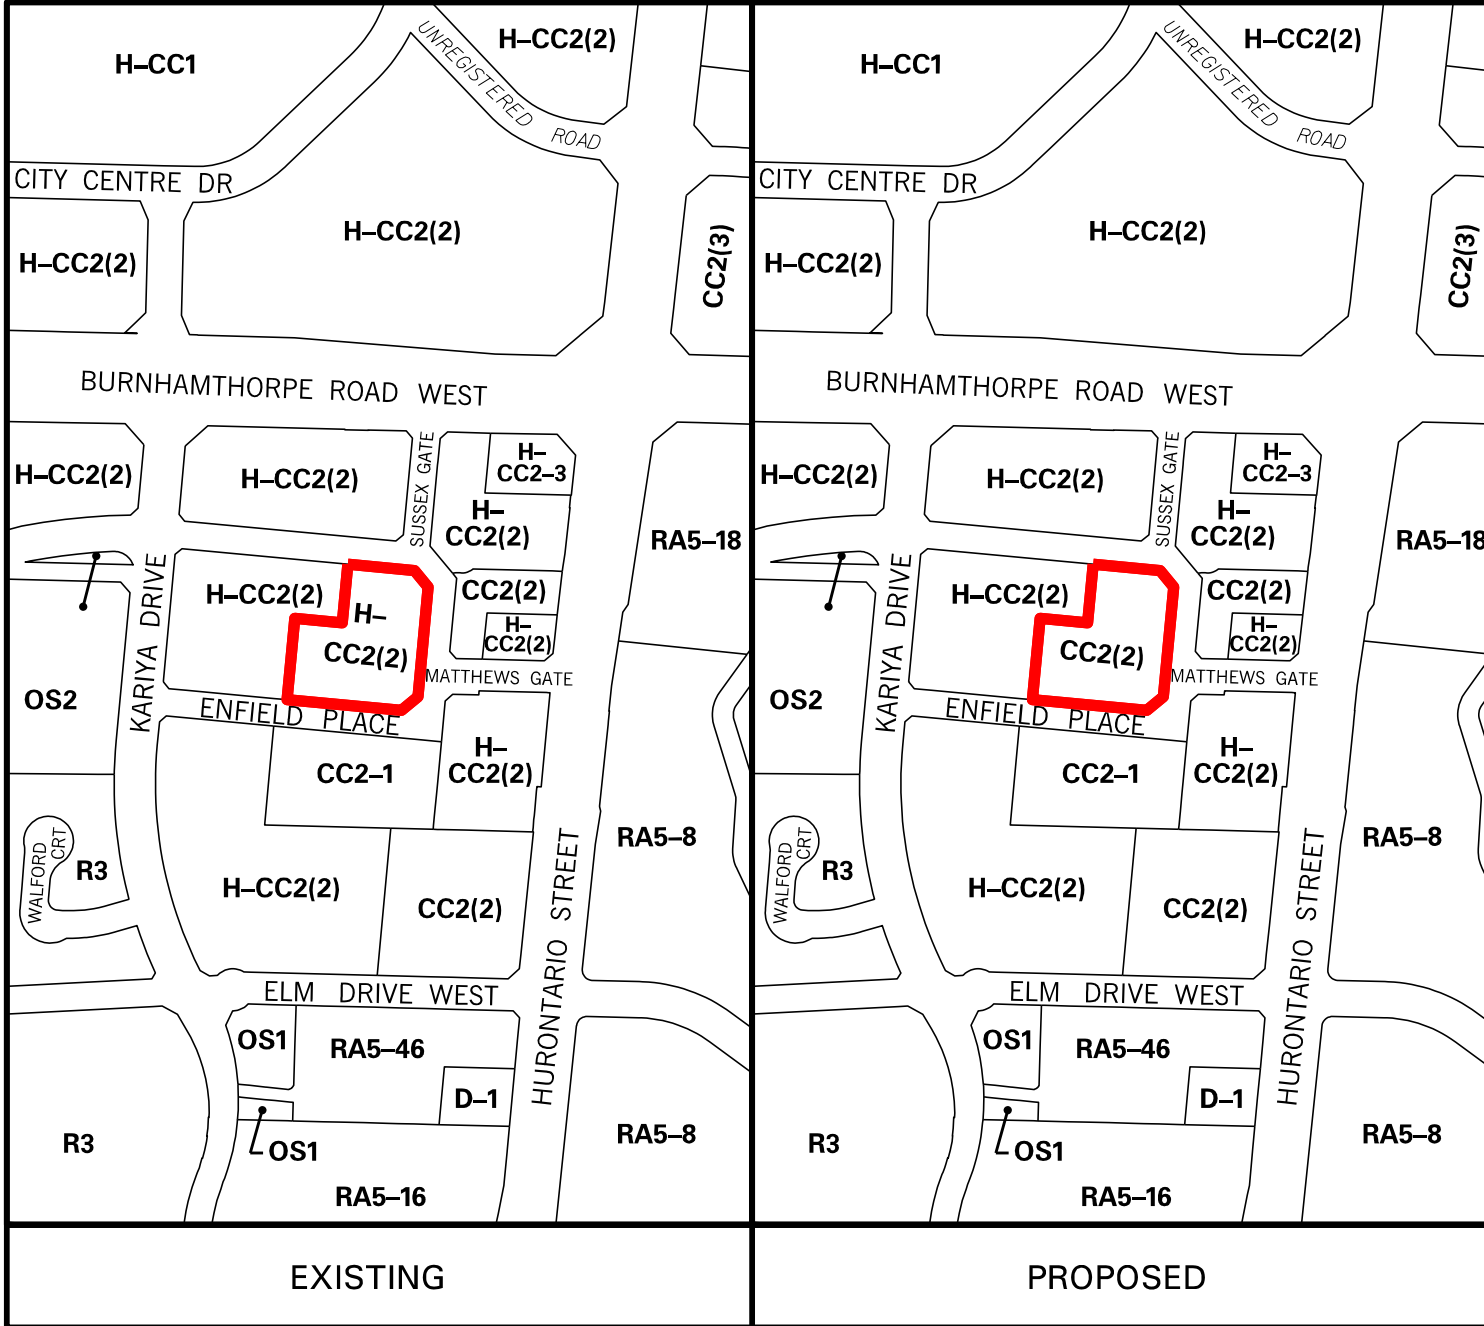 H–CC1
H–CC2(2)
UNREGISTERED ROAD
CITY CENTRE DR
H–CC2(2)
H–CC2(2)
CC2(3)
BURNHAMTHORPE ROAD WEST
H–CC2(2)
H–CC2(2)
SUSSEX GATE
H–
CC2–3
H–
CC2(2)
RA5–18
KARIYA DRIVE
H–CC2(2)
H–
CC2(2)
CC2(2)
H–
CC2(2)
MATTHEWS GATE
OS2
ENFIELD PLACE
CC2–1
H–
CC2(2)
WALFORD
CRT
R3
H–CC2(2)
CC2(2)
HURONTARIO STREET
RA5–8
ELM DRIVE WEST
OS1
RA5–46
D–1
R3
OS1
RA5–8
RA5–16
EXISTING
H–CC1
H–CC2(2)
UNREGISTERED ROAD
CITY CENTRE DR
H–CC2(2)
H–CC2(2)
CC2(3)
BURNHAMTHORPE ROAD WEST
H–CC2(2)
H–CC2(2)
SUSSEX GATE
H–
CC2–3
H–
CC2(2)
RA5–18
KARIYA DRIVE
H–CC2(2)
CC2(2)
CC2(2)
H–
CC2(2)
MATTHEWS GATE
OS2
ENFIELD PLACE
CC2–1
H–
CC2(2)
WALFORD
CRT
R3
H–CC2(2)
CC2(2)
HURONTARIO STREET
RA5–8
ELM DRIVE WEST
OS1
RA5–46
D–1
R3
OS1
RA5–8
RA5–16
PROPOSED